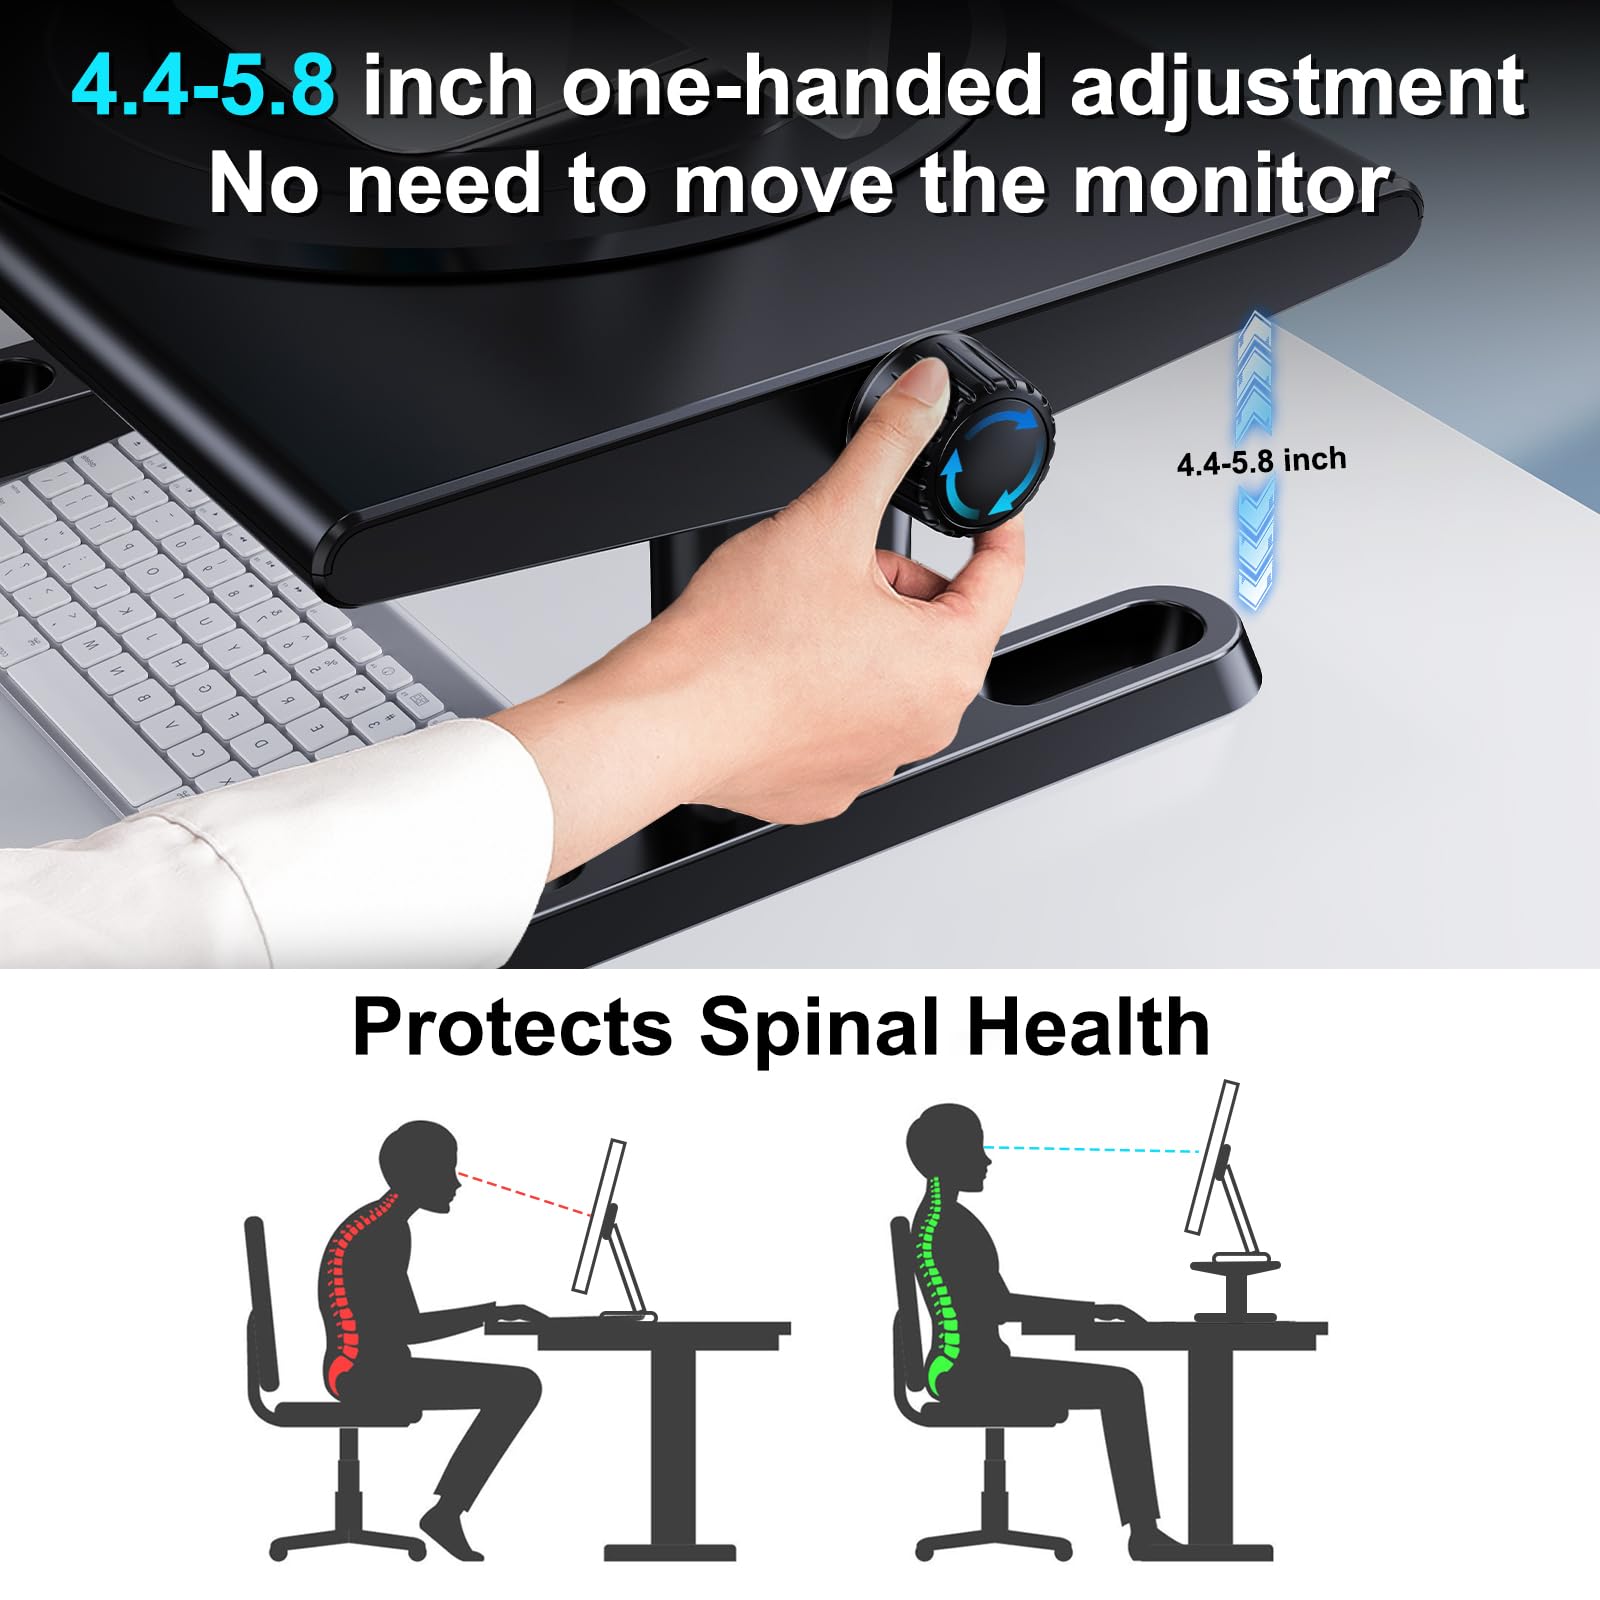 4.4-5.8 inch one-handed adjustment
No need to move the monitor
4.4-5.8 inch
Protects Spinal Health